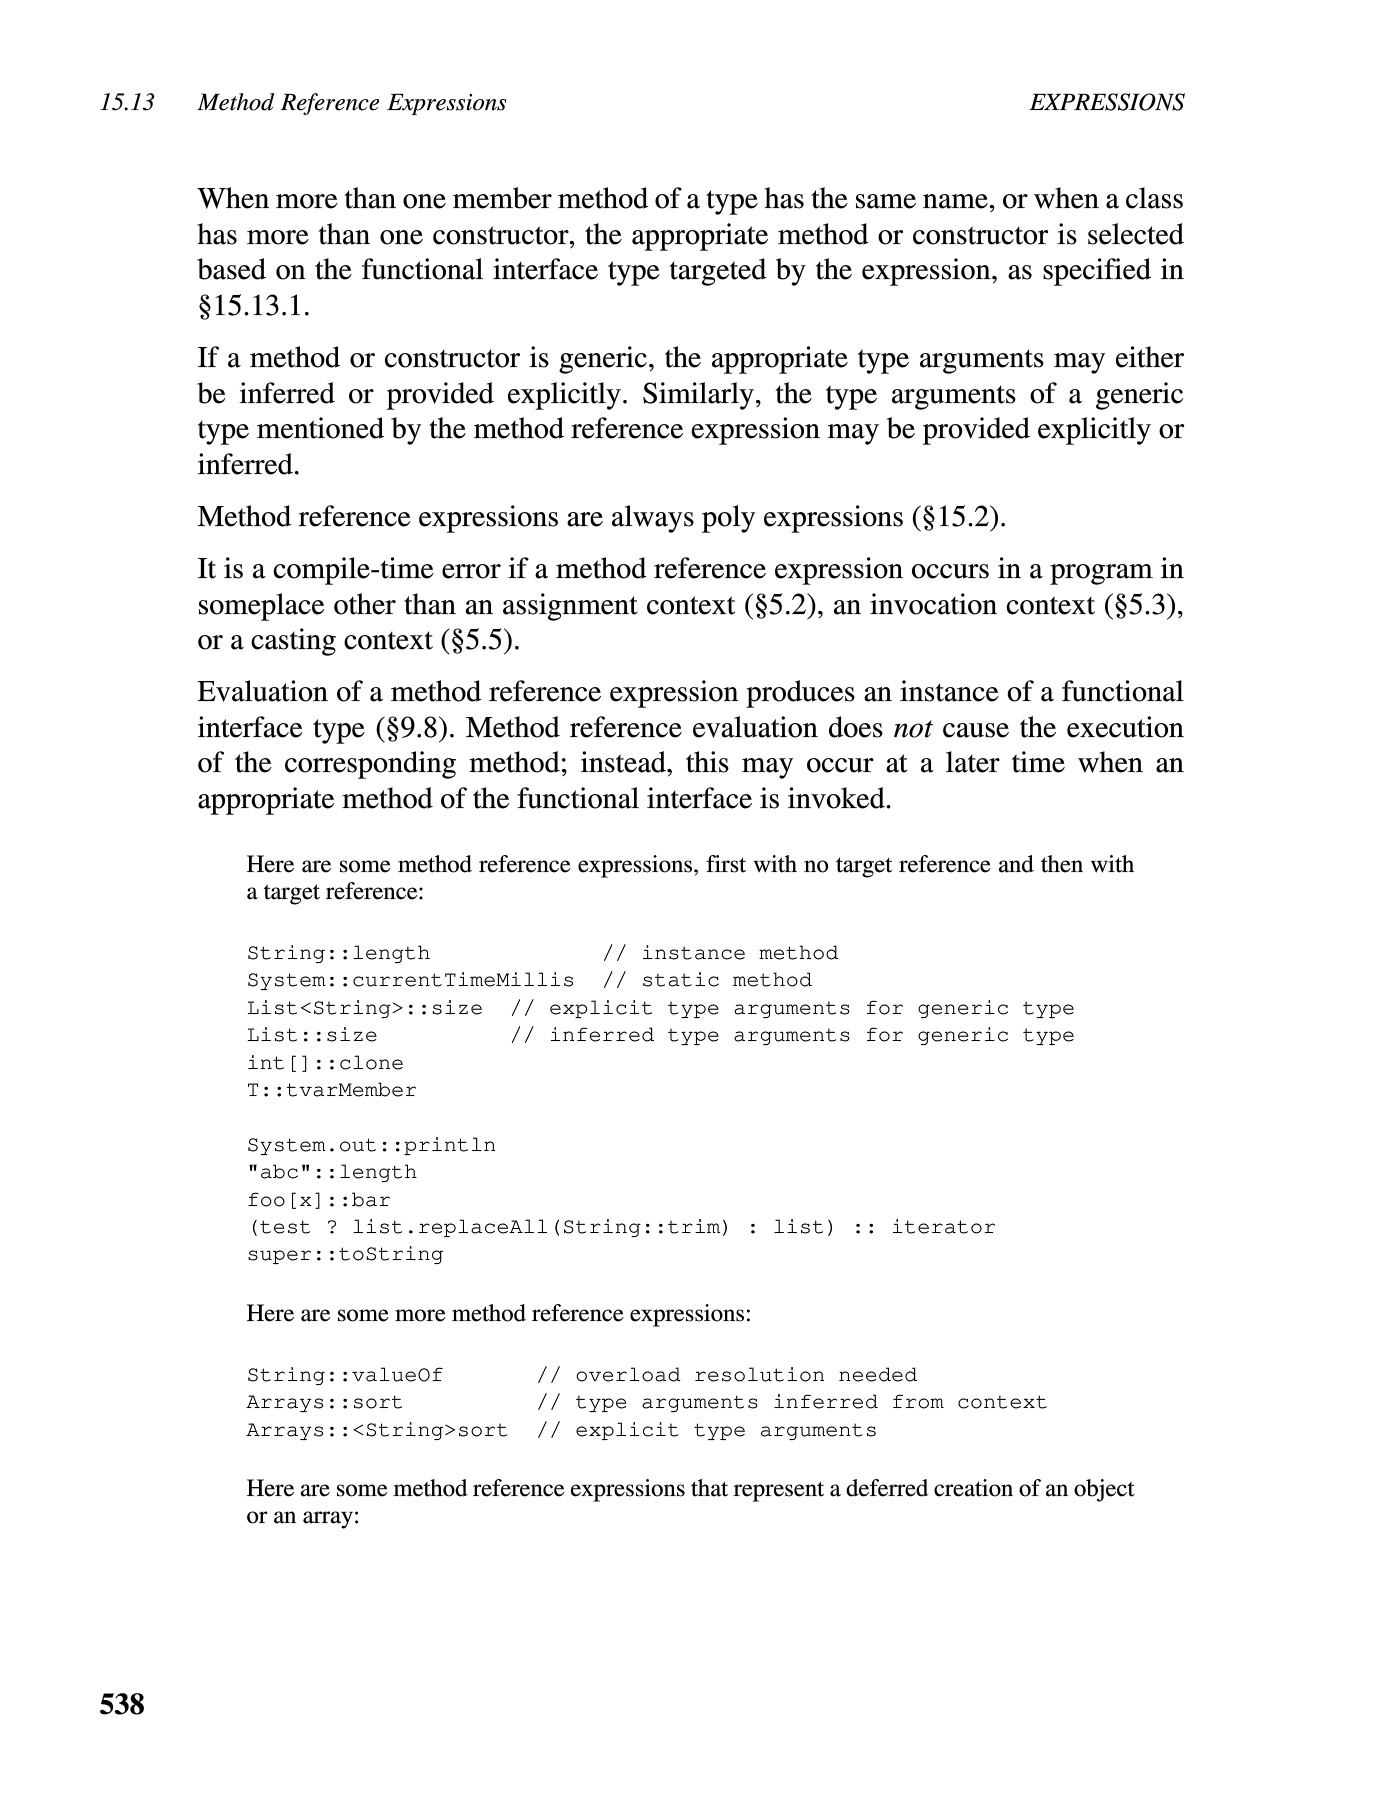 15.13 Method Reference Expressions EXPRESSIONS
When more than one member method of a type has the same name, or when a class
has more than one constructor, the appropriate method or constructor is selected
based on the functional interface type targeted by the expression, as specified in
§15.13.1.
If a method or constructor is generic, the appropriate type arguments may either
be inferred or provided explicitly. Similarly, the type arguments of a generic
type mentioned by the method reference expression may be provided explicitly or
inferred.
Method reference expressions are always poly expressions (§15.2).
It is a compile-time error if a method reference expression occurs in a program in
someplace other than an assignment context (§5.2), an invocation context (§5.3),
or a casting context (§5.5).
Evaluation of a method reference expression produces an instance of a functional
interface type (§9.8). Method reference evaluation does not cause the execution
of the corresponding method; instead, this may occur at a later time when an
appropriate method of the functional interface is invoked.
Here are some method reference expressions, first with no target reference and then with
a target reference:
String::length             // instance method
System::currentTimeMillis  // static method
List<String>::size  // explicit type arguments for generic type
List::size          // inferred type arguments for generic type
int[]::clone
T::tvarMember
System.out::println
"abc"::length
foo[x]::bar
(test ? list.replaceAll(String::trim) : list) :: iterator
super::toString
Here are some more method reference expressions:
String::valueOf       // overload resolution needed
Arrays::sort          // type arguments inferred from context
Arrays::<String>sort  // explicit type arguments
Here are some method reference expressions that represent a deferred creation of an object
or an array:
538